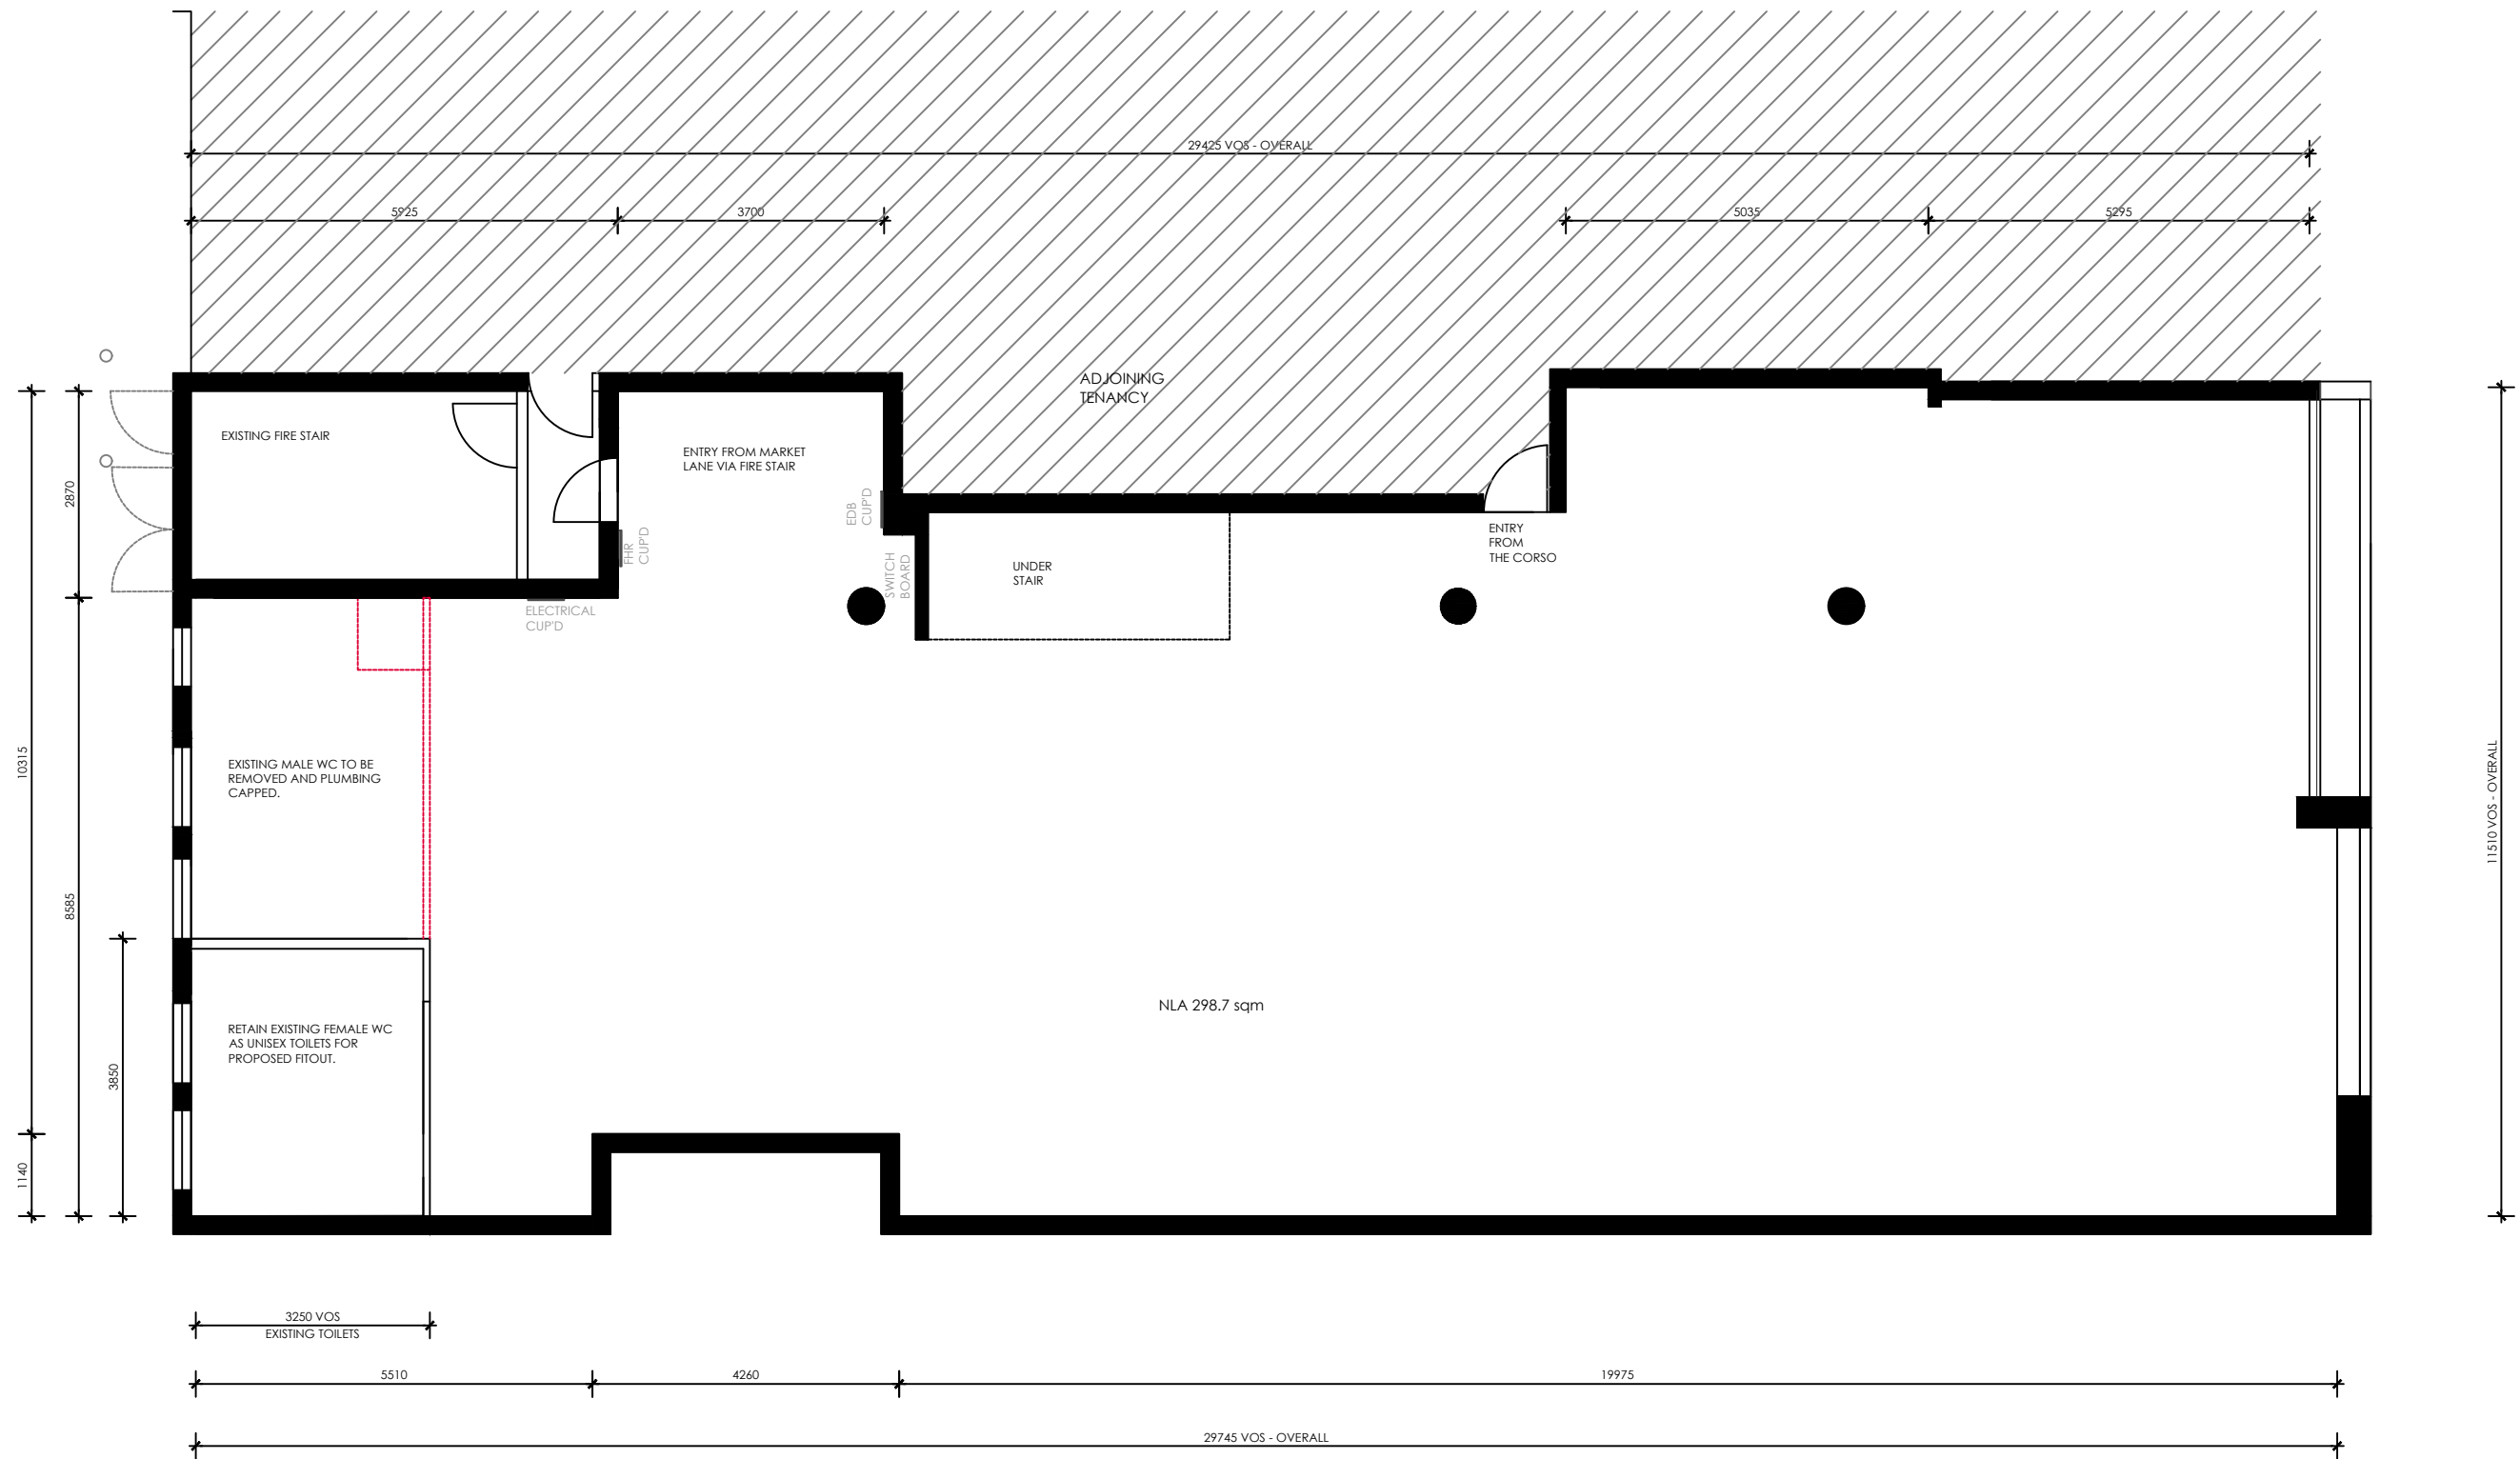 29425 VOS - OVERALL
5925
3700
5035
5295
ADJOINING
TENANCY
EXISTING FIRE STAIR
ENTRY FROM MARKET
LANE VIA FIRE STAIR
EDB
CUP'D
FHR
CUP'D
SWITCH
BOARD
ENTRY
FROM
THE CORSO
UNDER
STAIR
ELECTRICAL
CUP'D
2870
10315
8585
3850
1140
11510 VOS - OVERALL
EXISTING MALE WC TO BE
REMOVED AND PLUMBING
CAPPED.
NLA 298.7 sqm
RETAIN EXISTING FEMALE WC
AS UNISEX TOILETS FOR
PROPOSED FITOUT.
3250 VOS
EXISTING TOILETS
5510
4260
19975
29745 VOS - OVERALL